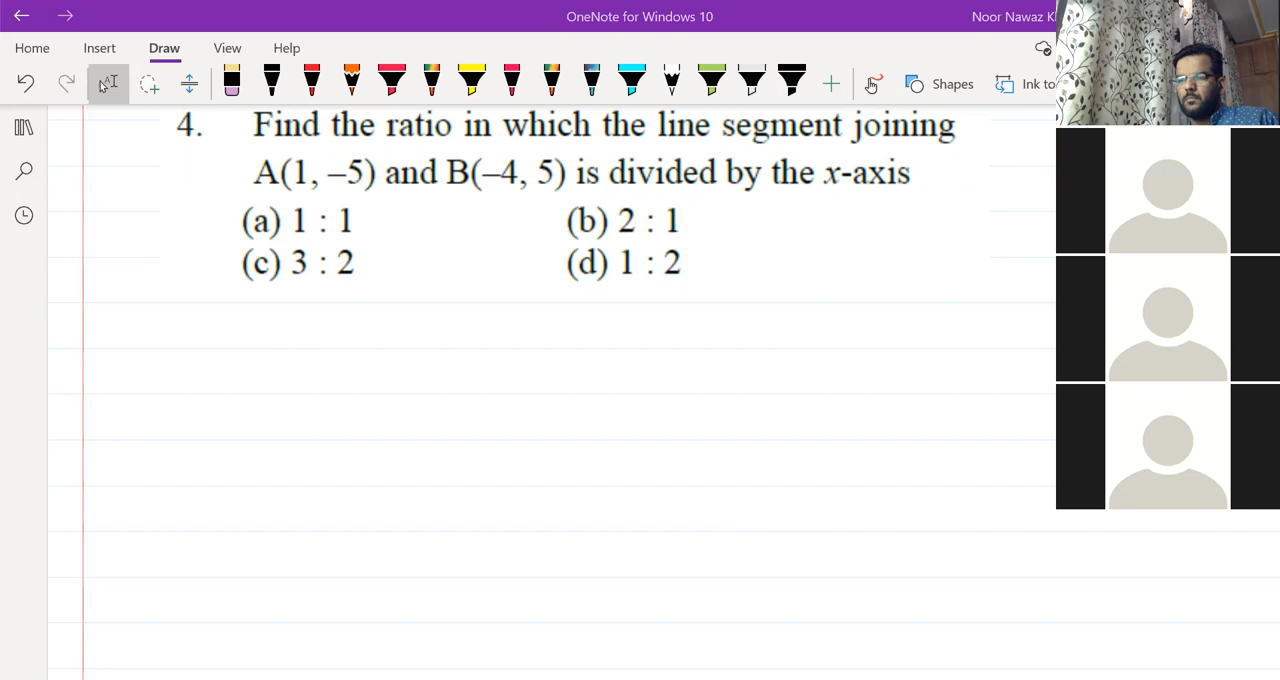 OneNote for Windows 10
Noor Nawaz K
Home Insert Draw View Help
Shapes
Ink to
4. Find the ratio in which the line segment joining
A(1, –5) and B(–4, 5) is divided by the x-axis
(a) 1 : 1 (b) 2 : 1
(c) 3 : 2 (d) 1 : 2